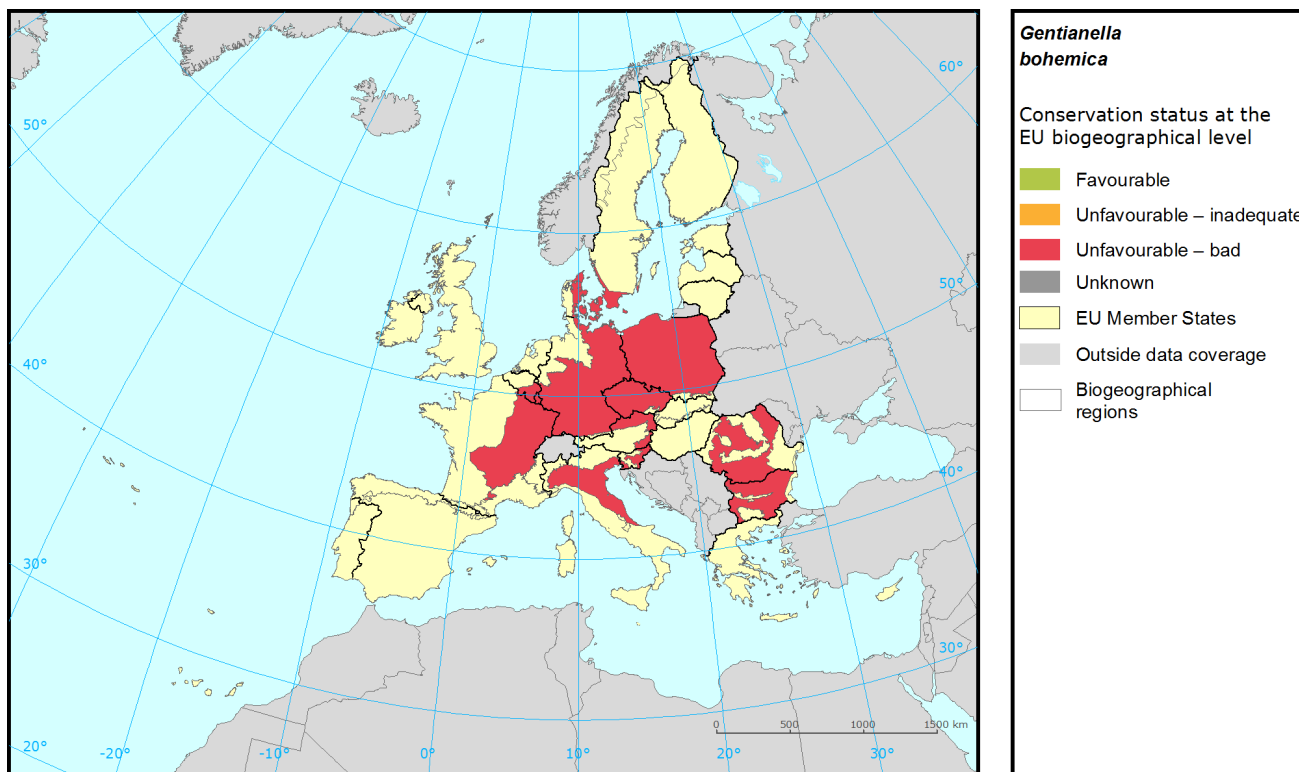 Gentianella
bohemica
Conservation status at the
EU biogeographical level
Favourable
Unfavourable – inadequate
Unfavourable – bad
Unknown
EU Member States
Outside data coverage
Biogeographical
regions
60°
50°
50°
40°
40°
30°
30°
20°
-20°
-10°
0°
10°
20°
30°
0 500 1000 1500 km